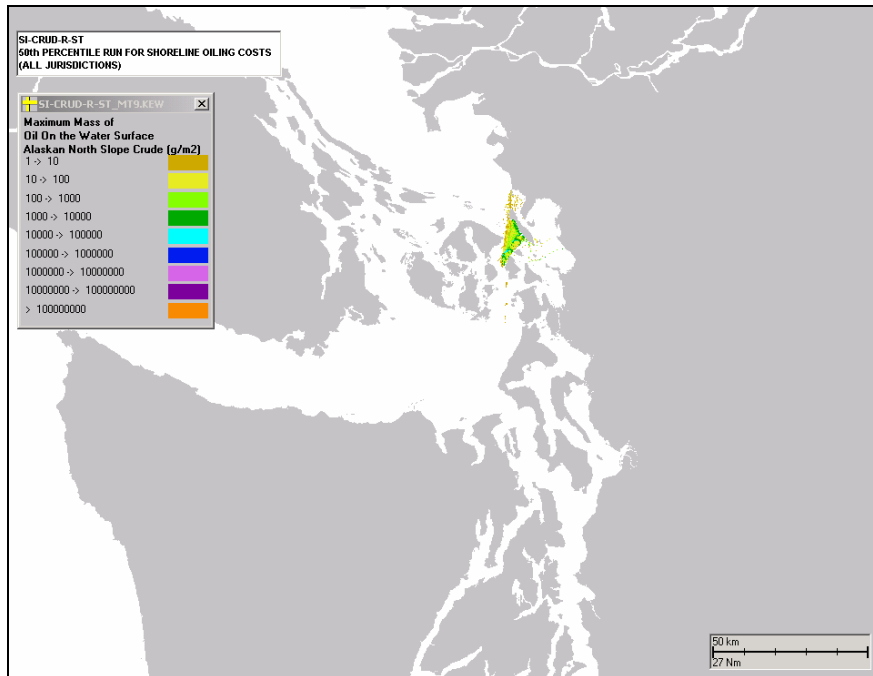 SI-CRUD-R-ST
50th PERCENTILE RUN FOR SHORELINE OILING COSTS
(ALL JURISDICTIONS)
SI-CRUD-R-ST_MT9.KEW
Maximum Mass of
Oil On the Water Surface
Alaskan North Slope Crude (g/m2)
1 -> 10
10 -> 100
100 -> 1000
1000 -> 10000
10000 -> 100000
100000 -> 1000000
1000000 -> 10000000
10000000 -> 100000000
> 100000000
50 km
27 Nm